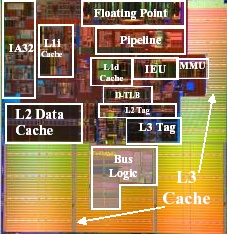 Floating Point
IA32
L1i
Cache
Pipeline
L1d
Cache
IEU
MMU
D-TLB
L2 Tag
L2 Data
Cache
L3 Tag
Bus
Logic
L3
Cache